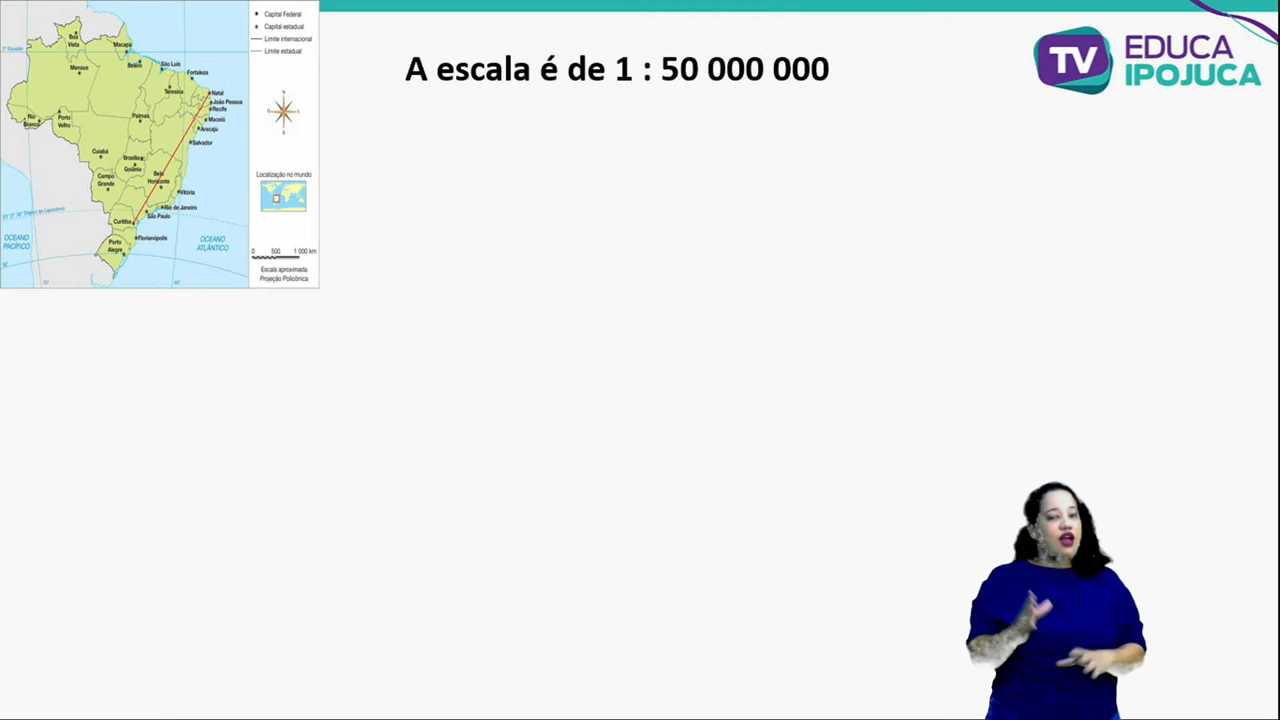 A escala é de 1 : 50 000 000
TV EDUCA
IPOJUCA
Capital Federal
Capital estadual
Limite internacional
Limite estadual
Boa
Vista
Macapá
Belém
São Luís
Fortaleza
Manaus
Teresina
Natal
João Pessoa
Recife
Maceió
Aracaju
Rio
Branco
Porto
Velho
Palmas
Salvador
Cuiabá
Brasília
Goiânia
Campo
Grande
Belo
Horizonte
Vitória
Rio de Janeiro
São Paulo
Curitiba
Florianópolis
Porto
Alegre
OCEANO
PACÍFICO
OCEANO
ATLÂNTICO
Localização no mundo
0 500 1 000 km
Escala aproximada
Projeção Policônica